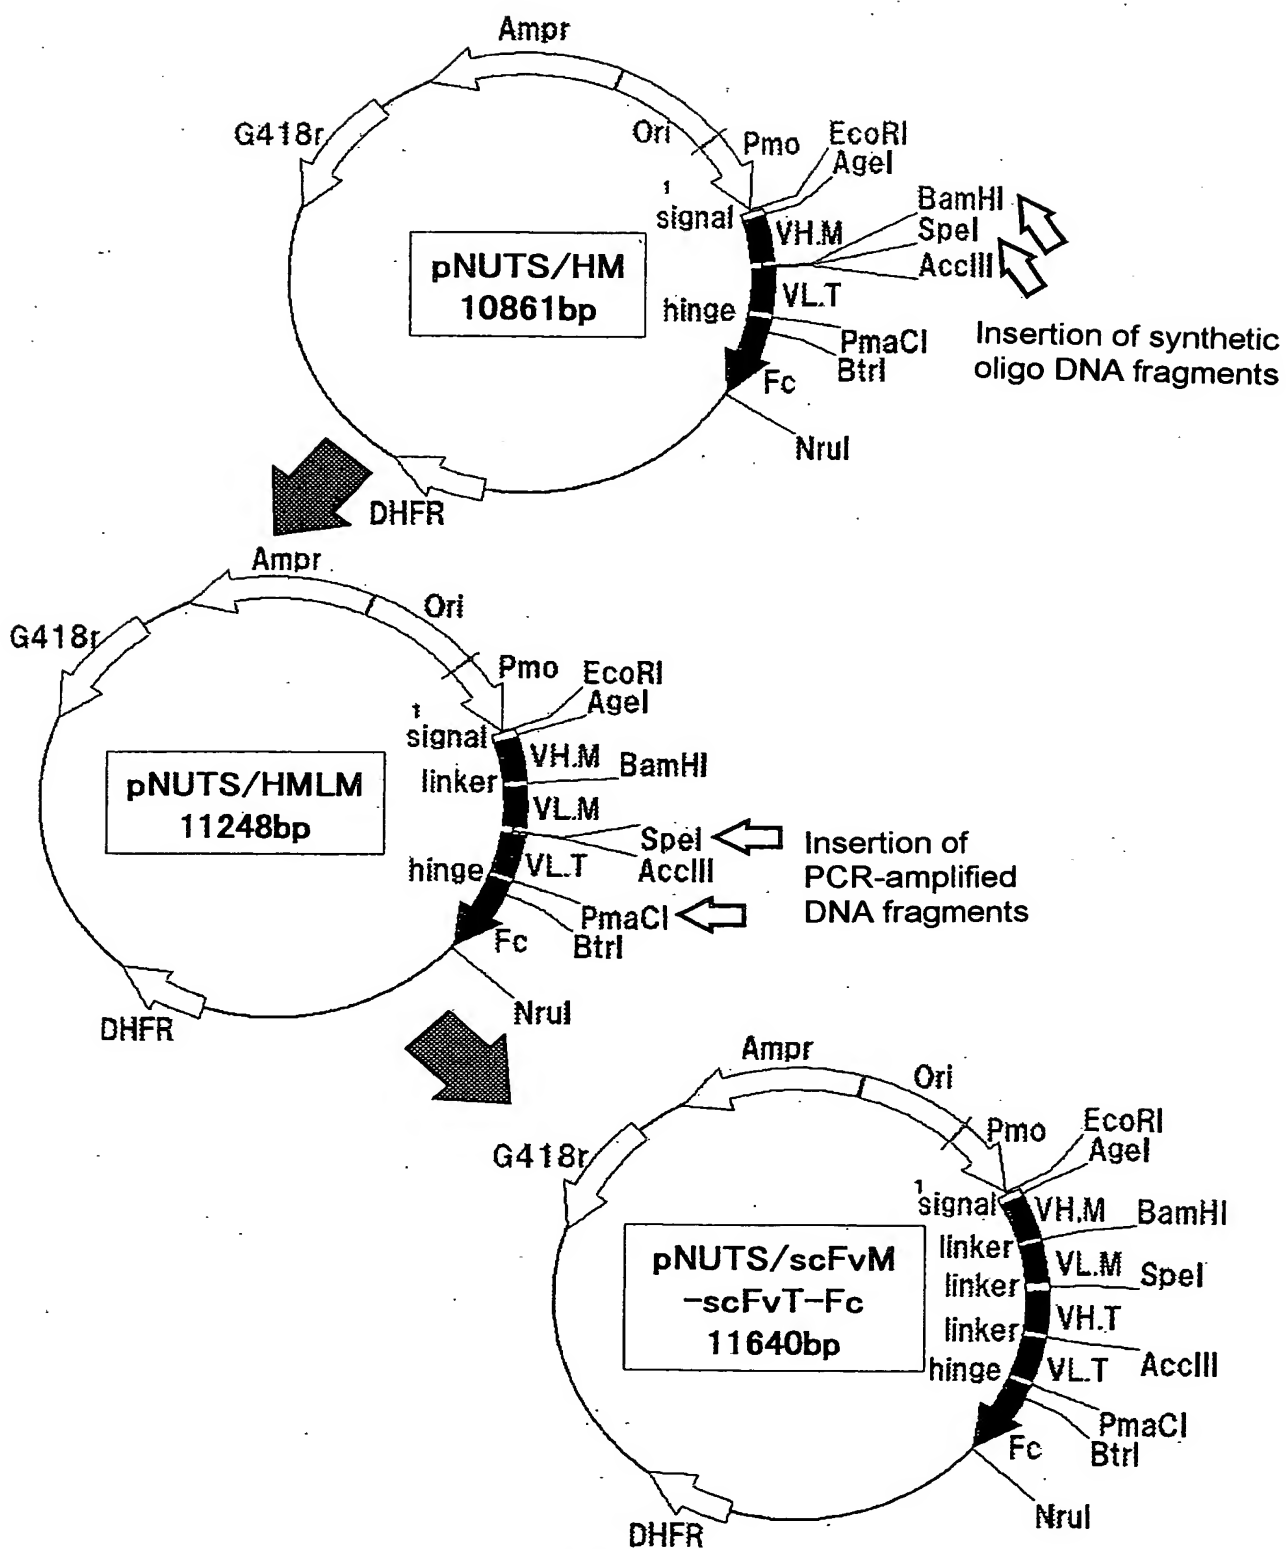 Ampr
G418r
Ori
Pmo
EcoRI
AgeI
1
signal
VH.M
BamHI
SpeI
AccIII
pNUTS/HM
10861bp
hinge
VL.T
PmaCI
BtrI
Fc
NruI
DHFR
Insertion of synthetic
oligo DNA fragments
Ampr
G418r
Ori
Pmo
EcoRI
AgeI
1
signal
linker
VH.M
BamHI
VL.M
pNUTS/HMLM
11248bp
SpeI
AccIII
hinge
VL.T
PmaCI
BtrI
Fc
NruI
DHFR
Insertion of
PCR-amplified
DNA fragments
Ampr
G418r
Ori
Pmo
EcoRI
AgeI
1
signal
VH.M
BamHI
linker
VL.M
SpeI
linker
VH.T
linker
AccIII
hinge
VL.T
pNUTS/scFvM
-scFvT-Fc
11640bp
PmaCI
BtrI
Fc
NruI
DHFR